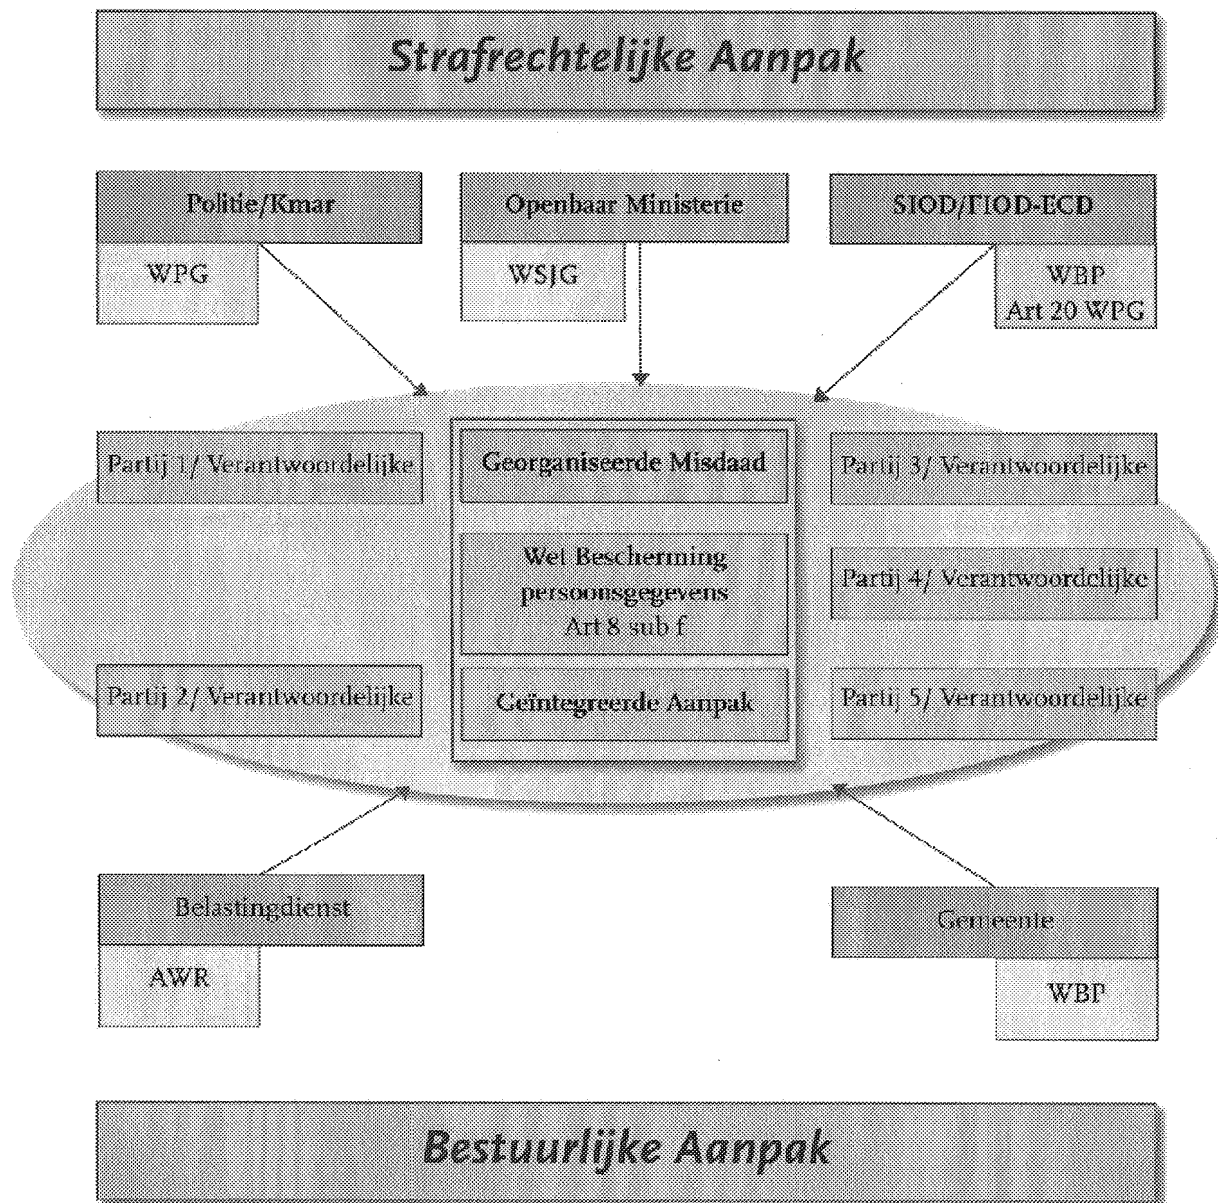 Strafrechtelijke Aanpak
Politie/Kmar
Openbaar Ministerie
SIOD/FIOD-ECD
WPG
WSJG
WBP
Art 20 WPG
Partij 1/ Verantwoordelijke
Georganiseerde Misdaad
Partij 3/ Verantwoordelijke
Wet Bescherming
persoonsgegevens
Art 8 sub f
Partij 4/ Verantwoordelijke
Partij 2/ Verantwoordelijke
Geïntegreerde Aanpak
Partij 5/ Verantwoordelijke
Belastingdienst
Gemeente
AWR
WBP
Bestuurlijke Aanpak